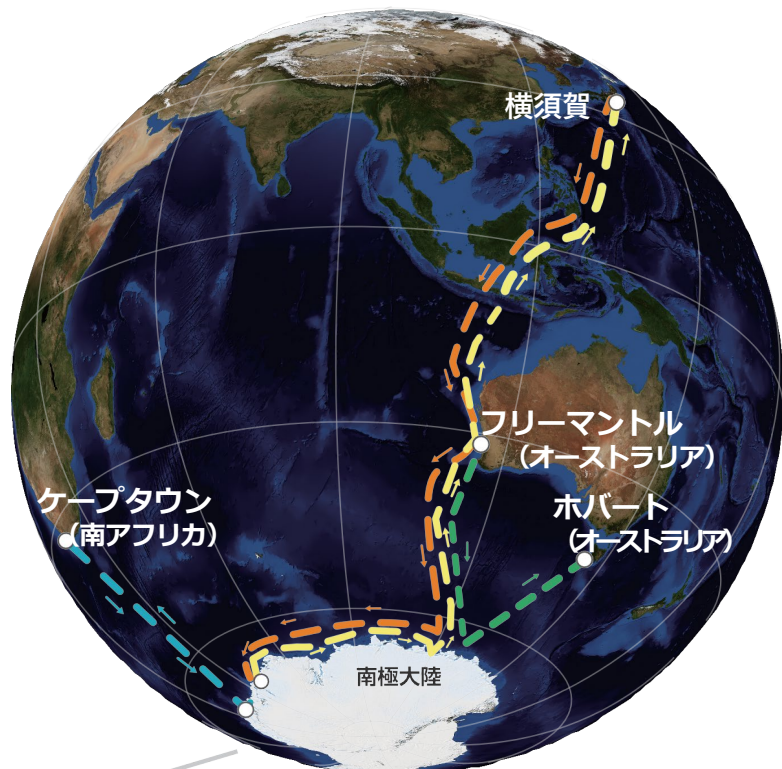 横須賀
フリーマントル
（オーストラリア）
ケープタウン
（南アフリカ）
ホバート
（オーストラリア）
南極大陸